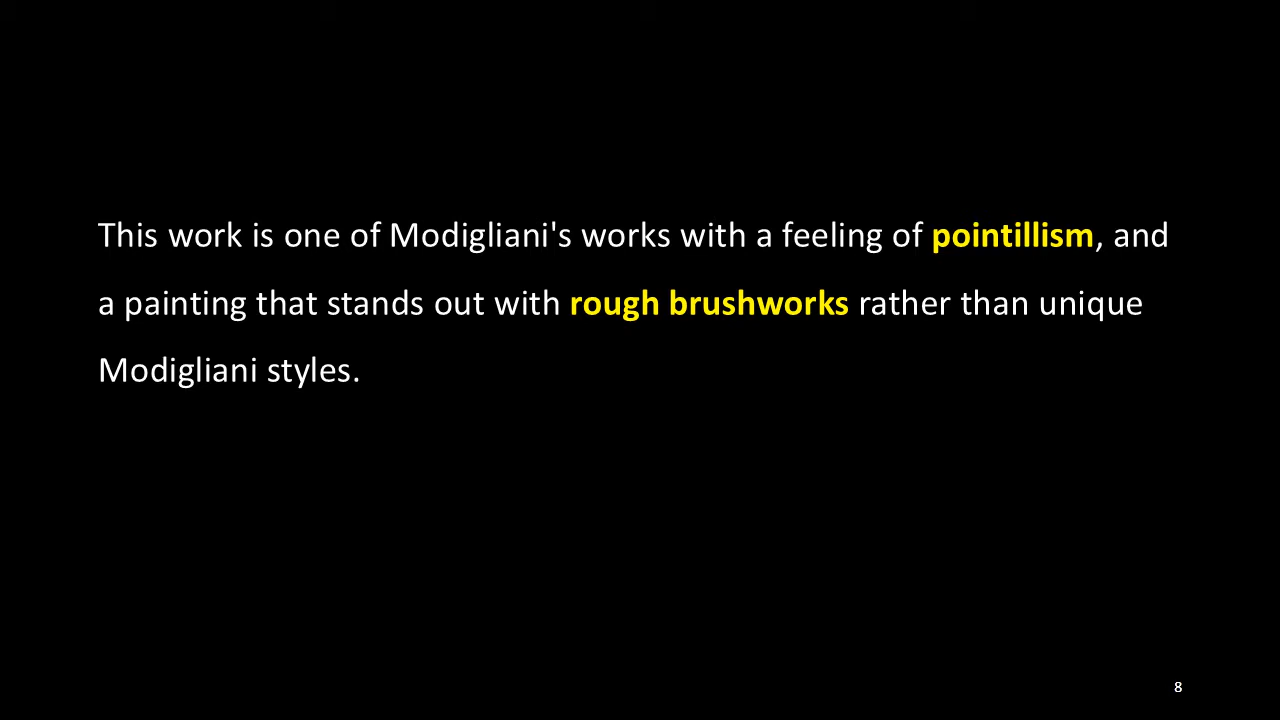 This work is one of Modigliani's works with a feeling of pointillism, and
a painting that stands out with rough brushworks rather than unique
Modigliani styles.
8